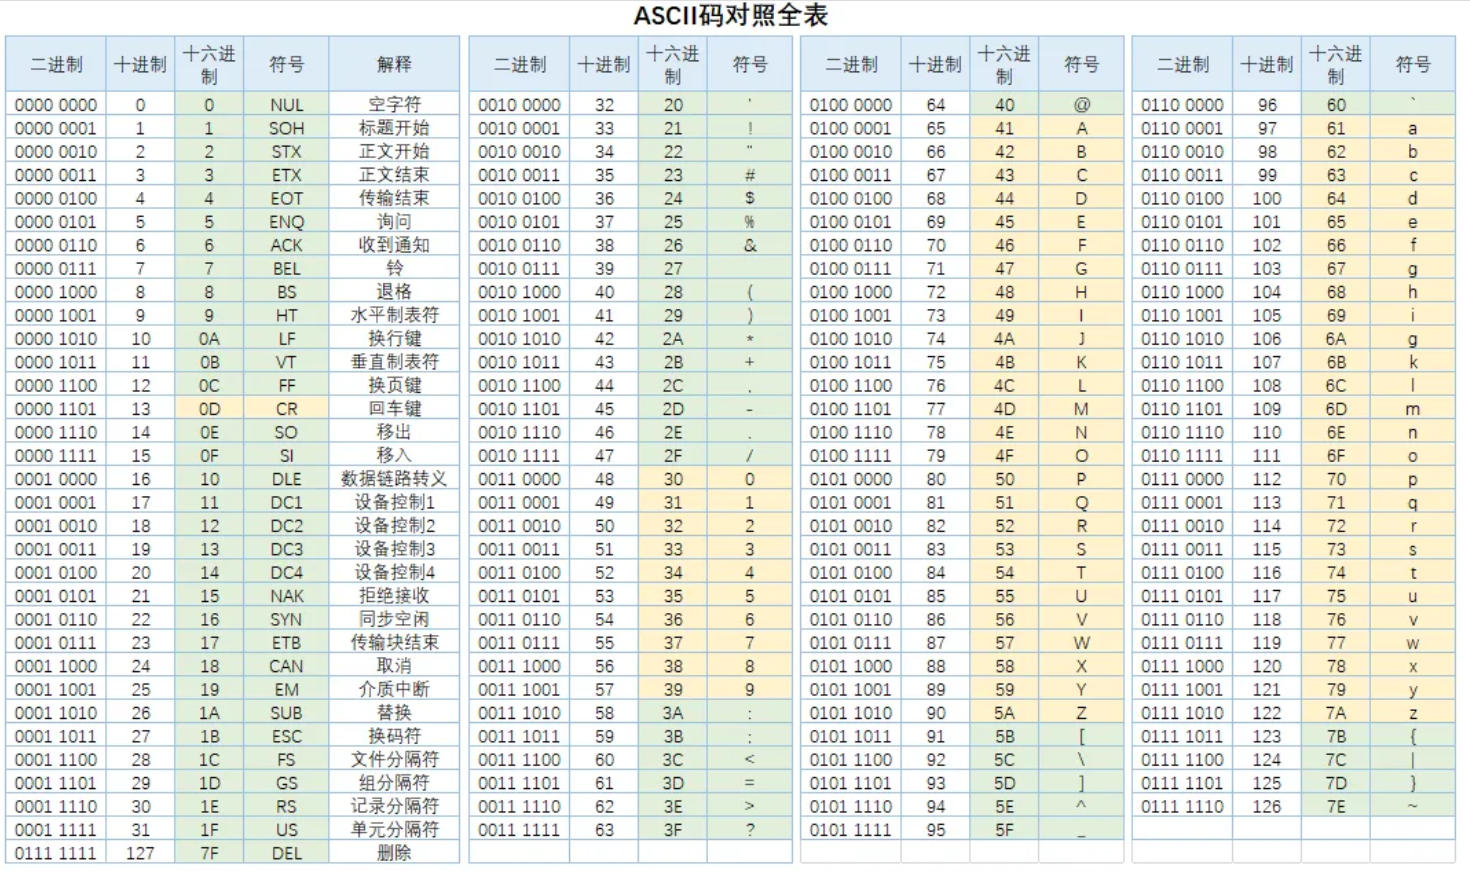 ASCII码对照全表
二进制 十进制 十六进制 符号 解释 二进制 十进制 十六进制 符号 二进制 十进制 十六进制 符号 二进制 十进制 十六进制 符号
0000 0000 0 0 NUL 空字符 0010 0000 32 20 ' 0100 0000 64 40 @ 0110 0000 96 60 `
0000 0001 1 1 SOH 标题开始 0010 0001 33 21 ! 0100 0001 65 41 A 0110 0001 97 61 a
0000 0010 2 2 STX 正文开始 0010 0010 34 22 " 0100 0010 66 42 B 0110 0010 98 62 b
0000 0011 3 3 ETX 正文结束 0010 0011 35 23 # 0100 0011 67 43 C 0110 0011 99 63 c
0000 0100 4 4 EOT 传输结束 0010 0100 36 24 $ 0100 0100 68 44 D 0110 0100 100 64 d
0000 0101 5 5 ENQ 询问 0010 0101 37 25 % 0100 0101 69 45 E 0110 0101 101 65 e
0000 0110 6 6 ACK 收到通知 0010 0110 38 26 & 0100 0110 70 46 F 0110 0110 102 66 f
0000 0111 7 7 BEL 铃 0010 0111 39 27 0100 0111 71 47 G 0110 0111 103 67 g
0000 1000 8 8 BS 退格 0010 1000 40 28 ( 0100 1000 72 48 H 0110 1000 104 68 h
0000 1001 9 9 HT 水平制表符 0010 1001 41 29 ) 0100 1001 73 49 I 0110 1001 105 69 i
0000 1010 10 0A LF 换行键 0010 1010 42 2A * 0100 1010 74 4A J 0110 1010 106 6A g
0000 1011 11 0B VT 垂直制表符 0010 1011 43 2B + 0100 1011 75 4B K 0110 1011 107 6B k
0000 1100 12 0C FF 换页键 0010 1100 44 2C , 0100 1100 76 4C L 0110 1100 108 6C l
0000 1101 13 0D CR 回车键 0010 1101 45 2D - 0100 1101 77 4D M 0110 1101 109 6D m
0000 1110 14 0E SO 移出 0010 1110 46 2E . 0100 1110 78 4E N 0110 1110 110 6E n
0000 1111 15 0F SI 移入 0010 1111 47 2F / 0100 1111 79 4F O 0110 1111 111 6F o
0001 0000 16 10 DLE 数据链路转义 0011 0000 48 30 0 0101 0000 80 50 P 0111 0000 112 70 p
0001 0001 17 11 DC1 设备控制1 0011 0001 49 31 1 0101 0001 81 51 Q 0111 0001 113 71 q
0001 0010 18 12 DC2 设备控制2 0011 0010 50 32 2 0101 0010 82 52 R 0111 0010 114 72 r
0001 0011 19 13 DC3 设备控制3 0011 0011 51 33 3 0101 0011 83 53 S 0111 0011 115 73 s
0001 0100 20 14 DC4 设备控制4 0011 0100 52 34 4 0101 0100 84 54 T 0111 0100 116 74 t
0001 0101 21 15 NAK 拒绝接收 0011 0101 53 35 5 0101 0101 85 55 U 0111 0101 117 75 u
0001 0110 22 16 SYN 同步空闲 0011 0110 54 36 6 0101 0110 86 56 V 0111 0110 118 76 v
0001 0111 23 17 ETB 传输块结束 0011 0111 55 37 7 0101 0111 87 57 W 0111 0111 119 77 w
0001 1000 24 18 CAN 取消 0011 1000 56 38 8 0101 1000 88 58 X 0111 1000 120 78 x
0001 1001 25 19 EM 介质中断 0011 1001 57 39 9 0101 1001 89 59 Y 0111 1001 121 79 y
0001 1010 26 1A SUB 替换 0011 1010 58 3A : 0101 1010 90 5A Z 0111 1010 122 7A z
0001 1011 27 1B ESC 换码符 0011 1011 59 3B ; 0101 1011 91 5B [ 0111 1011 123 7B {
0001 1100 28 1C FS 文件分隔符 0011 1100 60 3C < 0101 1100 92 5C \ 0111 1100 124 7C |
0001 1101 29 1D GS 组分隔符 0011 1101 61 3D = 0101 1101 93 5D ] 0111 1101 125 7D }
0001 1110 30 1E RS 记录分隔符 0011 1110 62 3E > 0101 1110 94 5E ^ 0111 1110 126 7E ~
0001 1111 31 1F US 单元分隔符 0011 1111 63 3F ? 0101 1111 95 5F _
0111 1111 127 7F DEL 删除